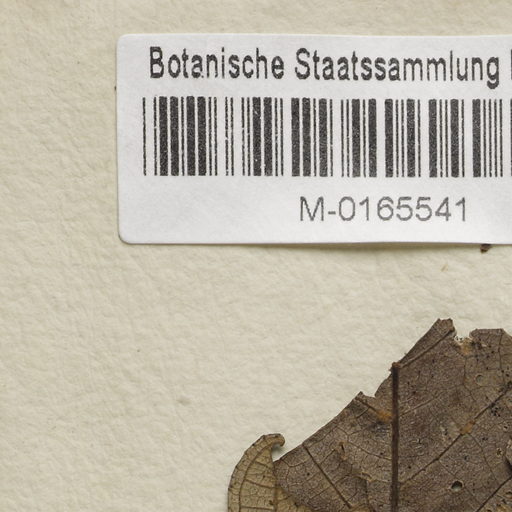 Botanische Staatssammlung
M-0165541